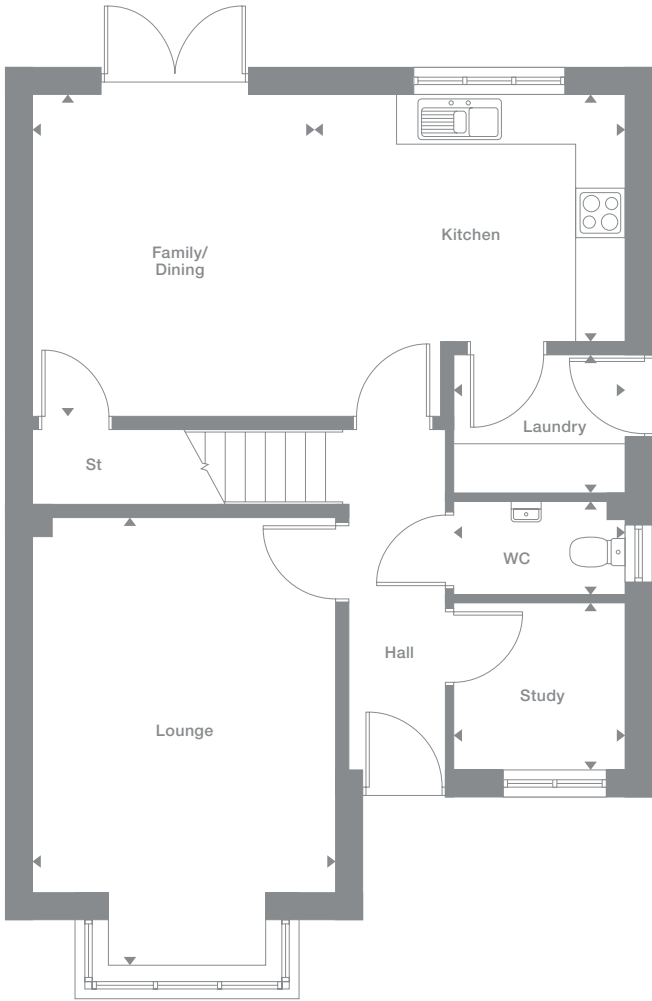 Family/
Dining
Kitchen
Laundry
St
WC
Hall
Study
Lounge